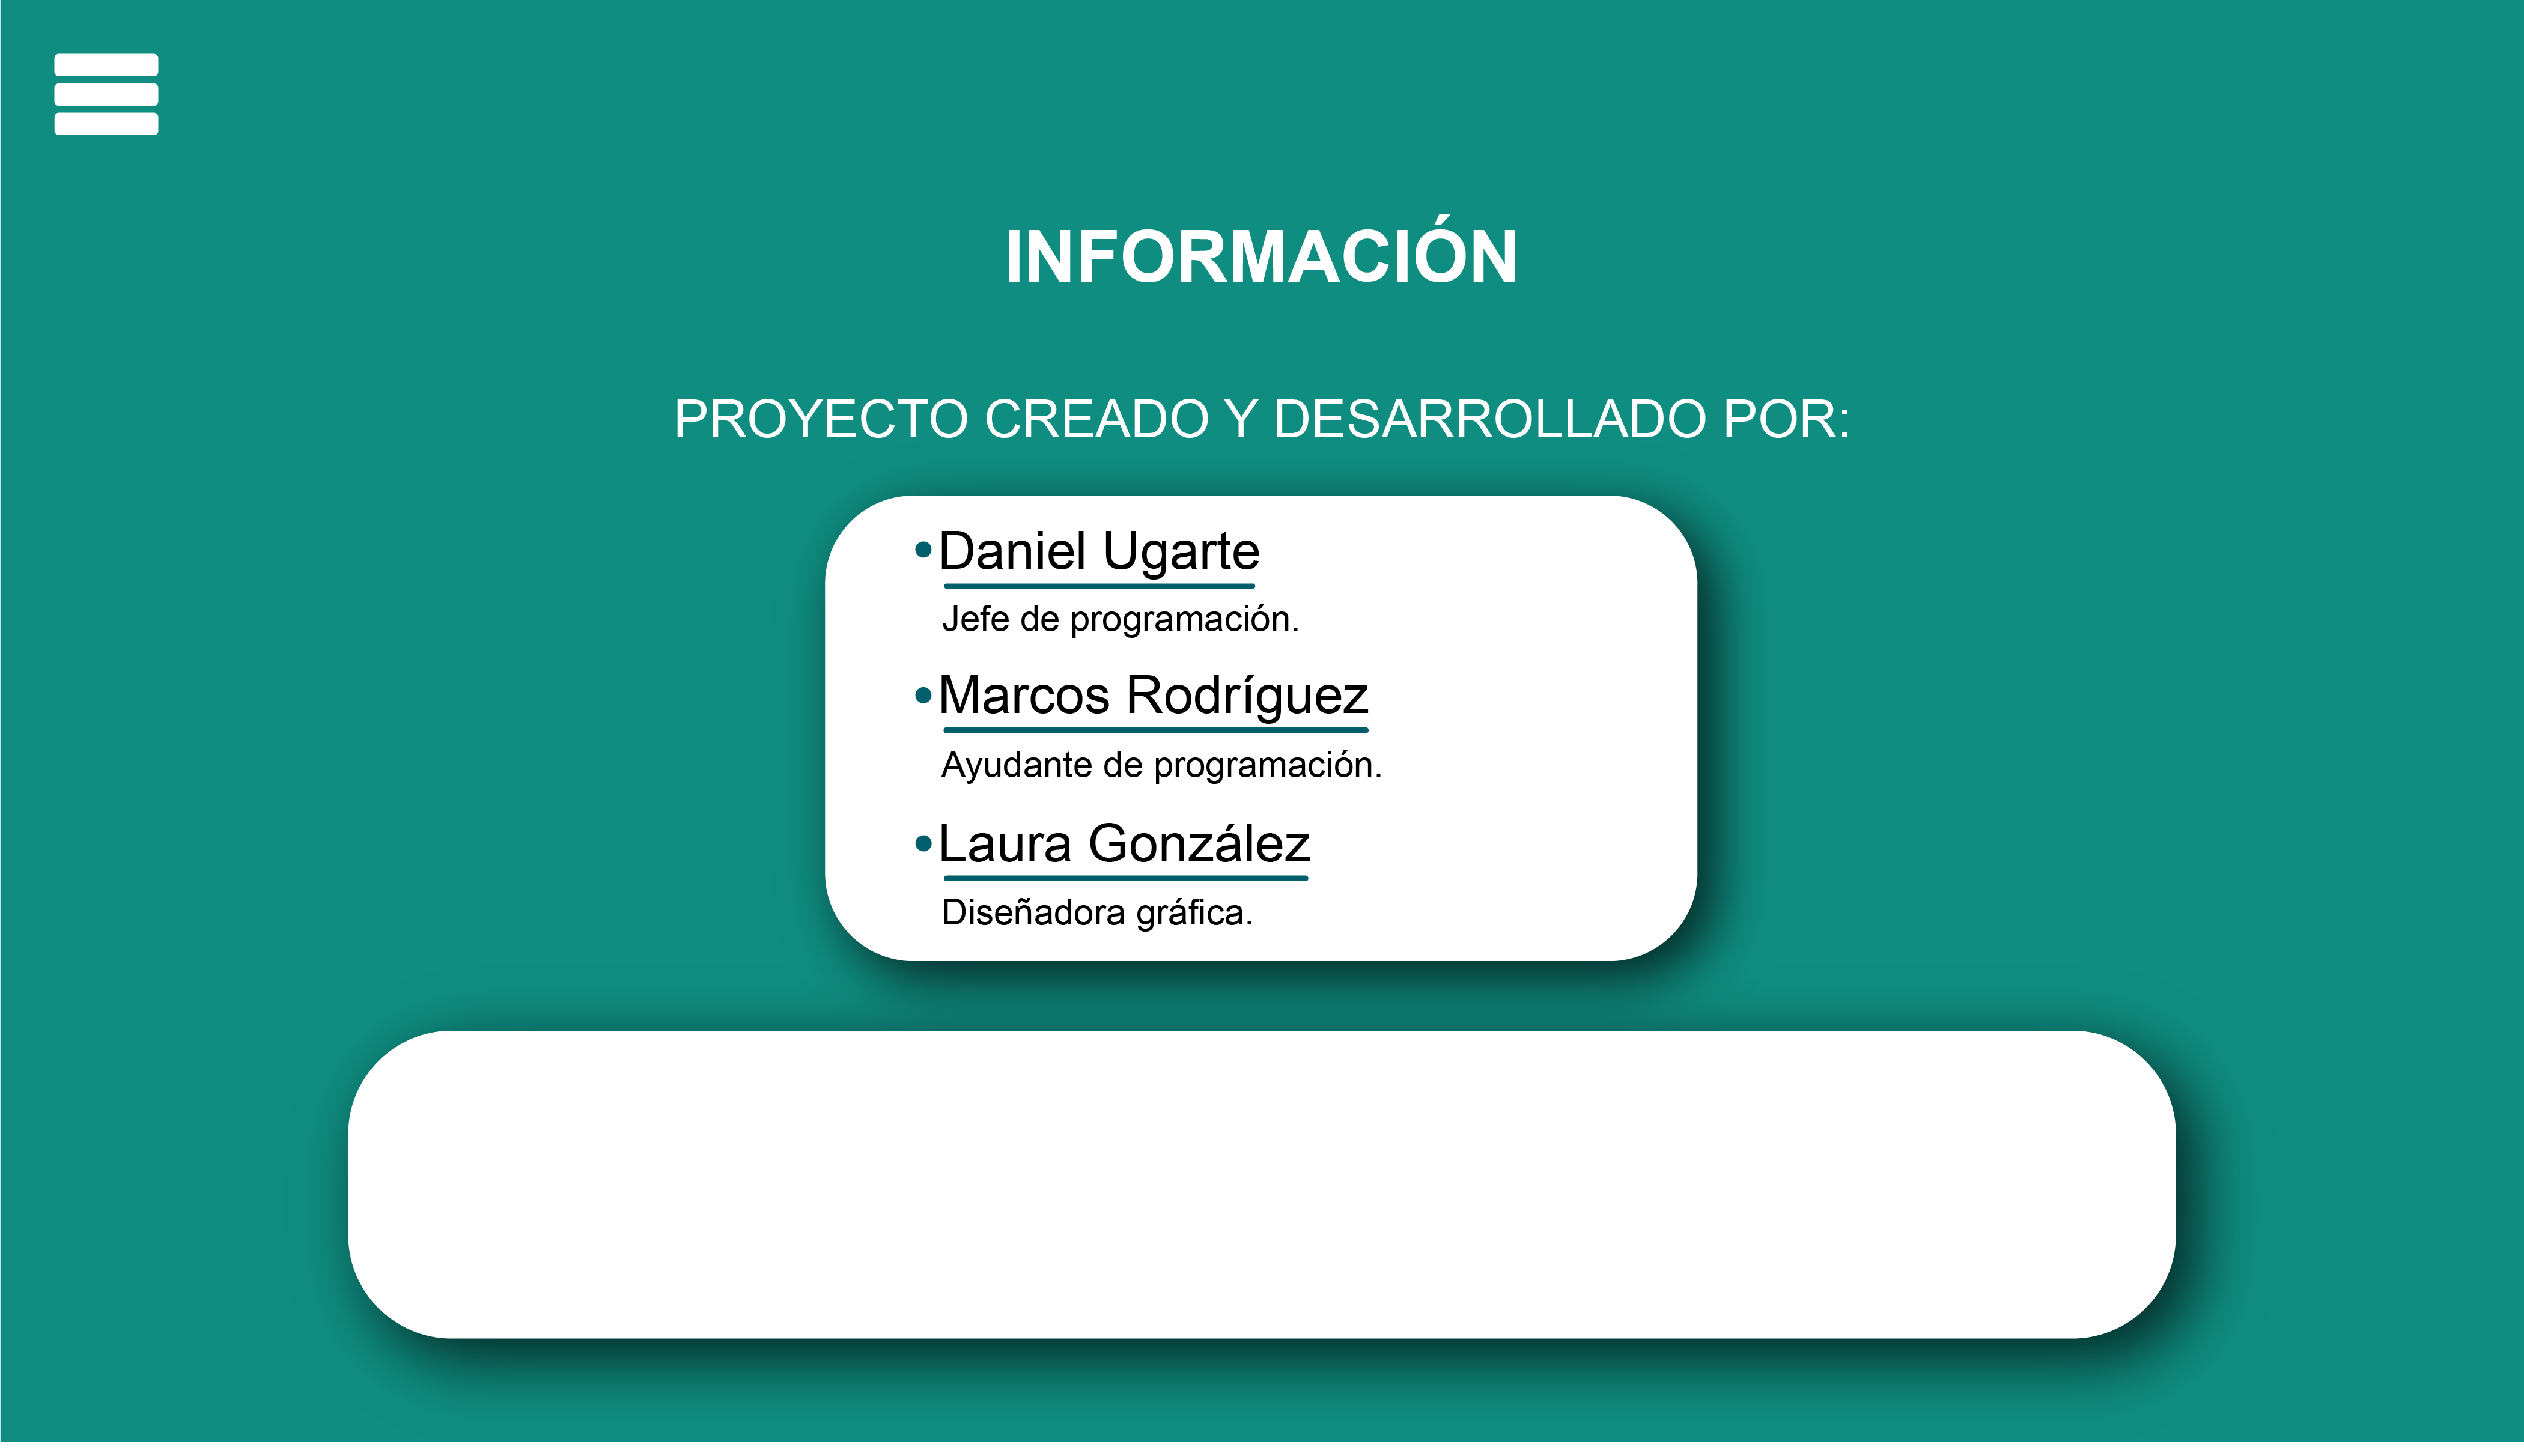 INFORMACIÓN
PROYECTO CREADO Y DESARROLLADO POR:
•Daniel Ugarte
Jefe de programación.
•Marcos Rodríguez
Ayudante de programación.
•Laura González
Diseñadora gráfica.